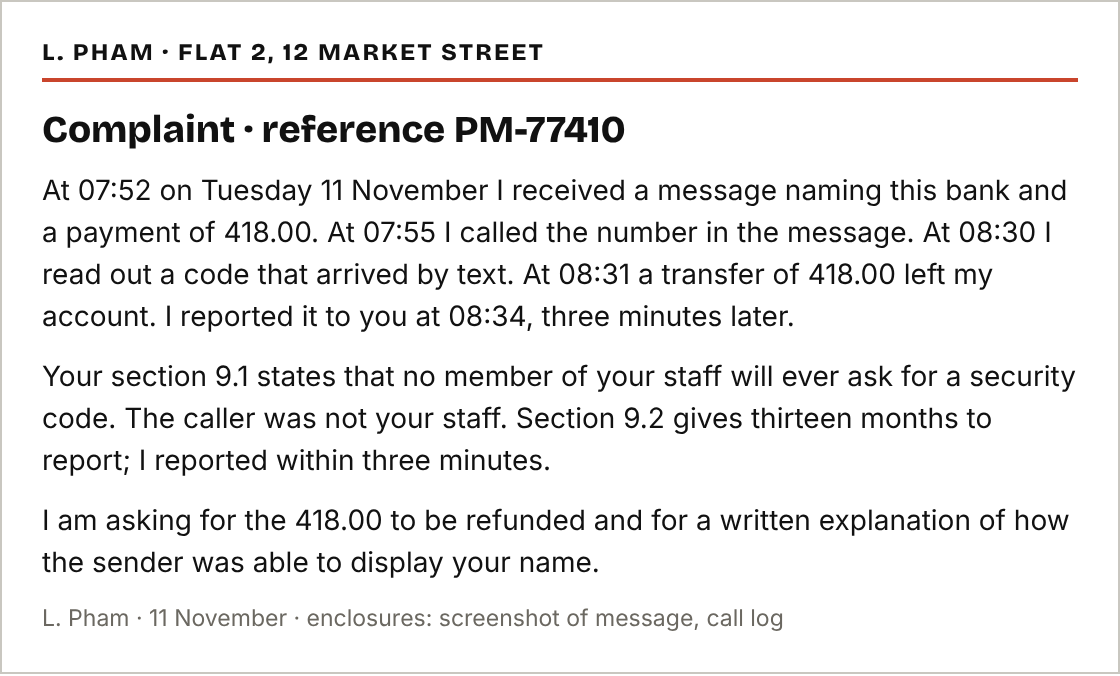 L. PHAM · FLAT 2, 12 MARKET STREET
Complaint · reference PM-77410
At 07:52 on Tuesday 11 November I received a message naming this bank and
a payment of 418.00. At 07:55 I called the number in the message. At 08:30 I
read out a code that arrived by text. At 08:31 a transfer of 418.00 left my
account. I reported it to you at 08:34, three minutes later.
Your section 9.1 states that no member of your staff will ever ask for a security
code. The caller was not your staff. Section 9.2 gives thirteen months to
report; I reported within three minutes.
I am asking for the 418.00 to be refunded and for a written explanation of how
the sender was able to display your name.
L. Pham · 11 November · enclosures: screenshot of message, call log